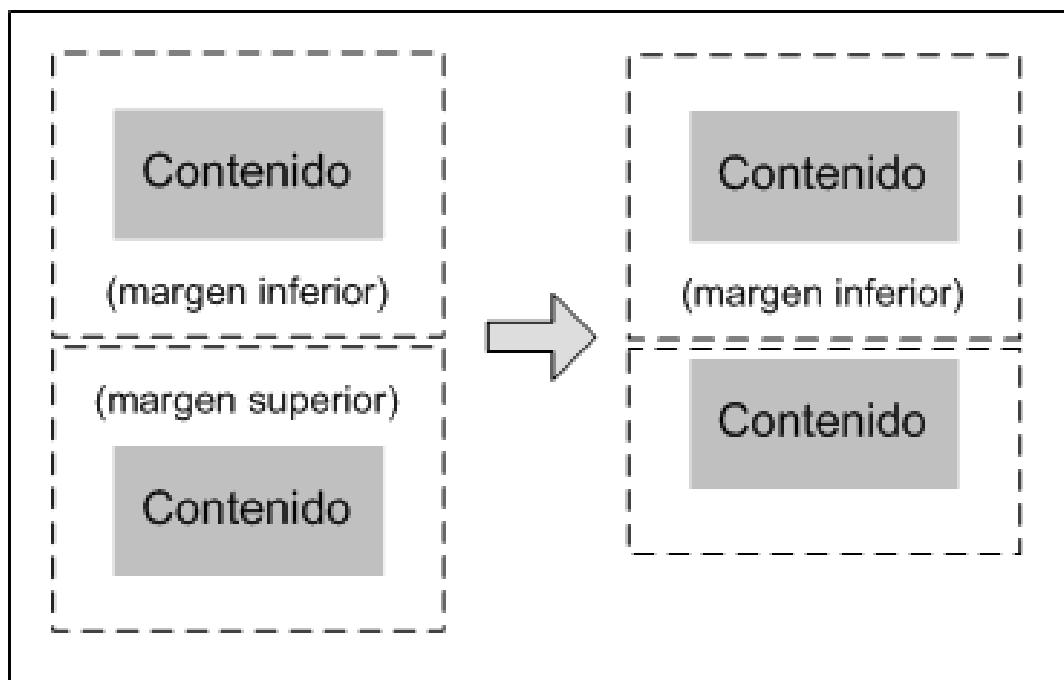 Contenido
(margen inferior)
(margen superior)
Contenido
Contenido
(margen inferior)
Contenido